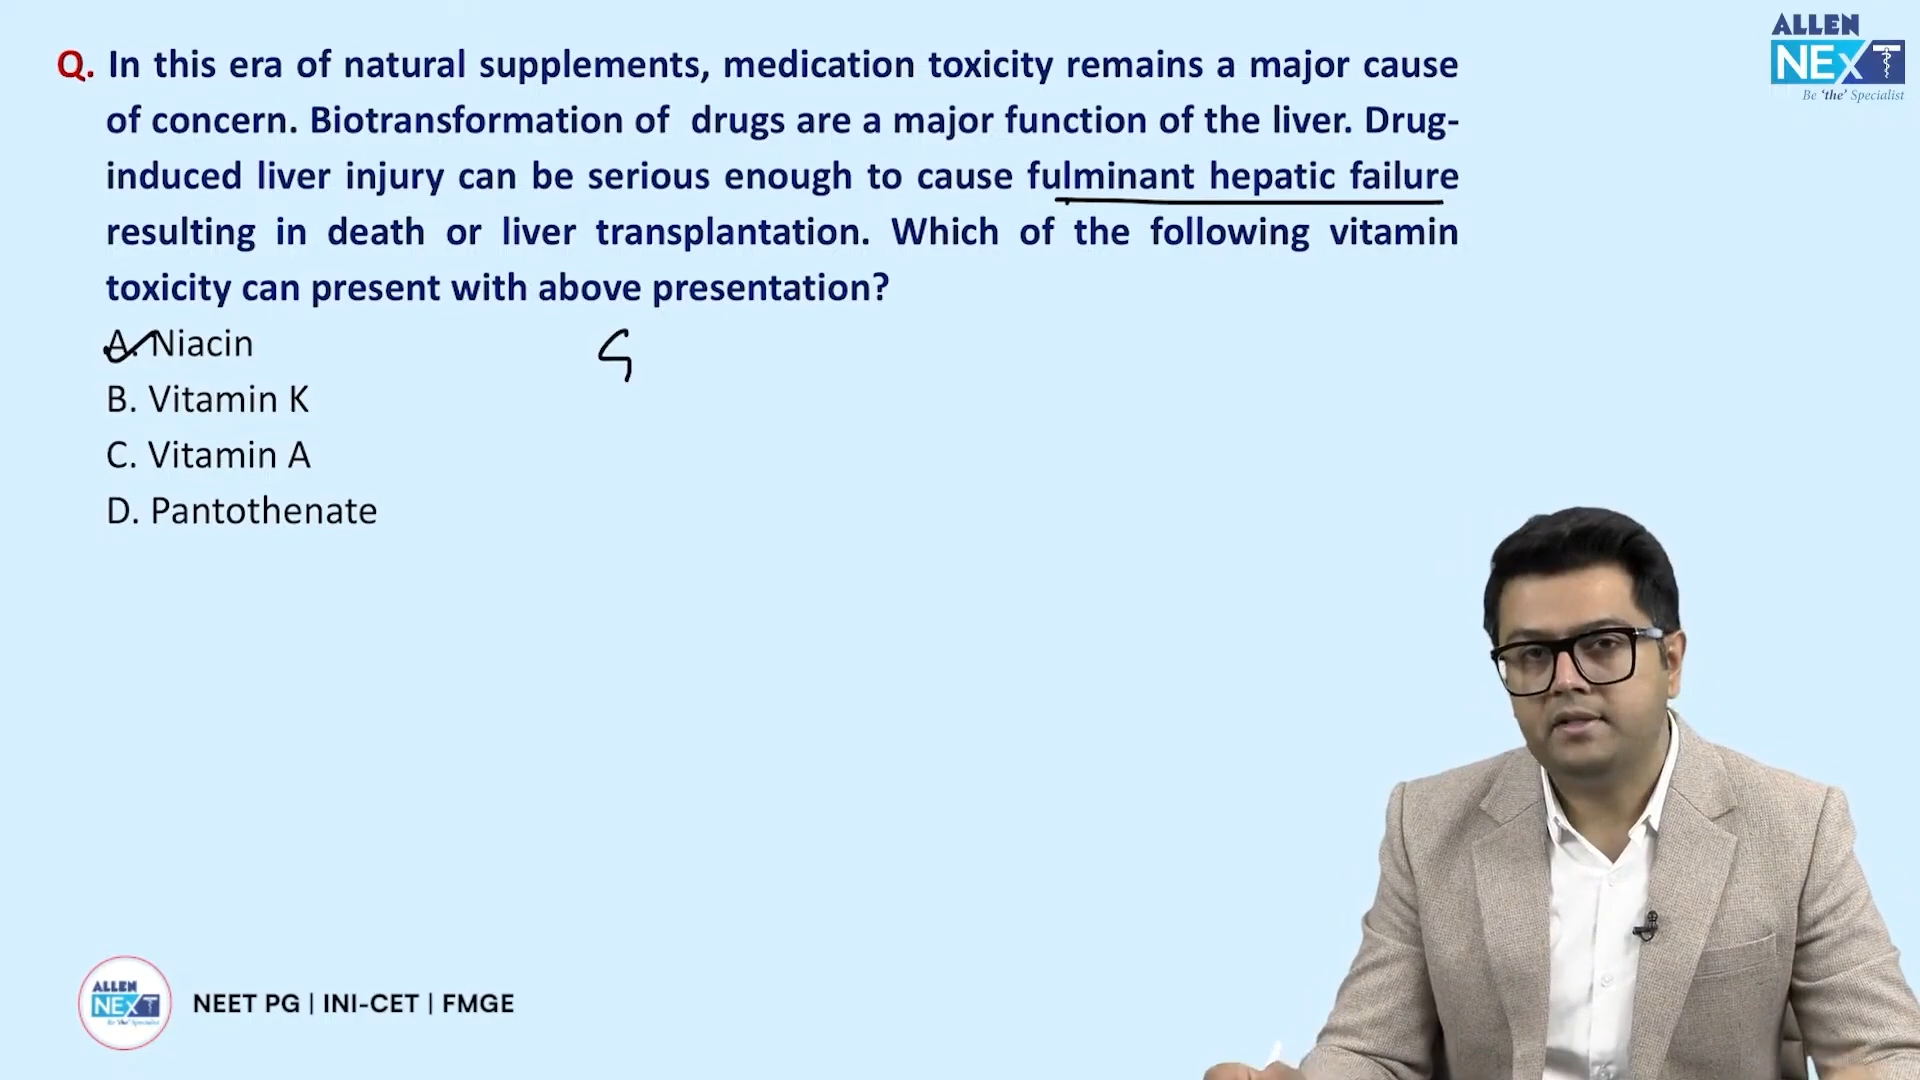 ALLEN
NEXT
Be 'the' Specialist
Q. In this era of natural supplements, medication toxicity remains a major cause
of concern. Biotransformation of drugs are a major function of the liver. Drug-
induced liver injury can be serious enough to cause fulminant hepatic failure
resulting in death or liver transplantation. Which of the following vitamin
toxicity can present with above presentation?
A. Niacin
B. Vitamin K
C. Vitamin A
D. Pantothenate
ALLEN
NEXT
Be 'the' Specialist
NEET PG | INI-CET | FMGE